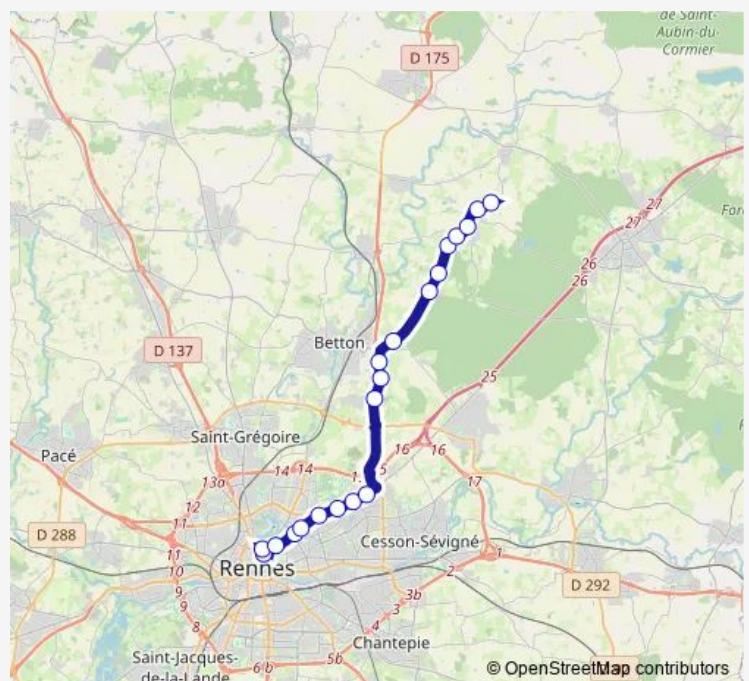 de Saint-
Aubin-du-
Cormier
D 175
27
27
26
26
Betton
D 137
25
Saint-Grégoire
Pacé
13a
14
14
15
16
16
12
17
11
D 288
11
Cesson-Sévigné
10
1
Rennes
2
D 292
9
9
3b
3
8
4
Chantepie
Saint-Jacques-
de-la-Lande
6 b
5b
© OpenStreetMap contributors